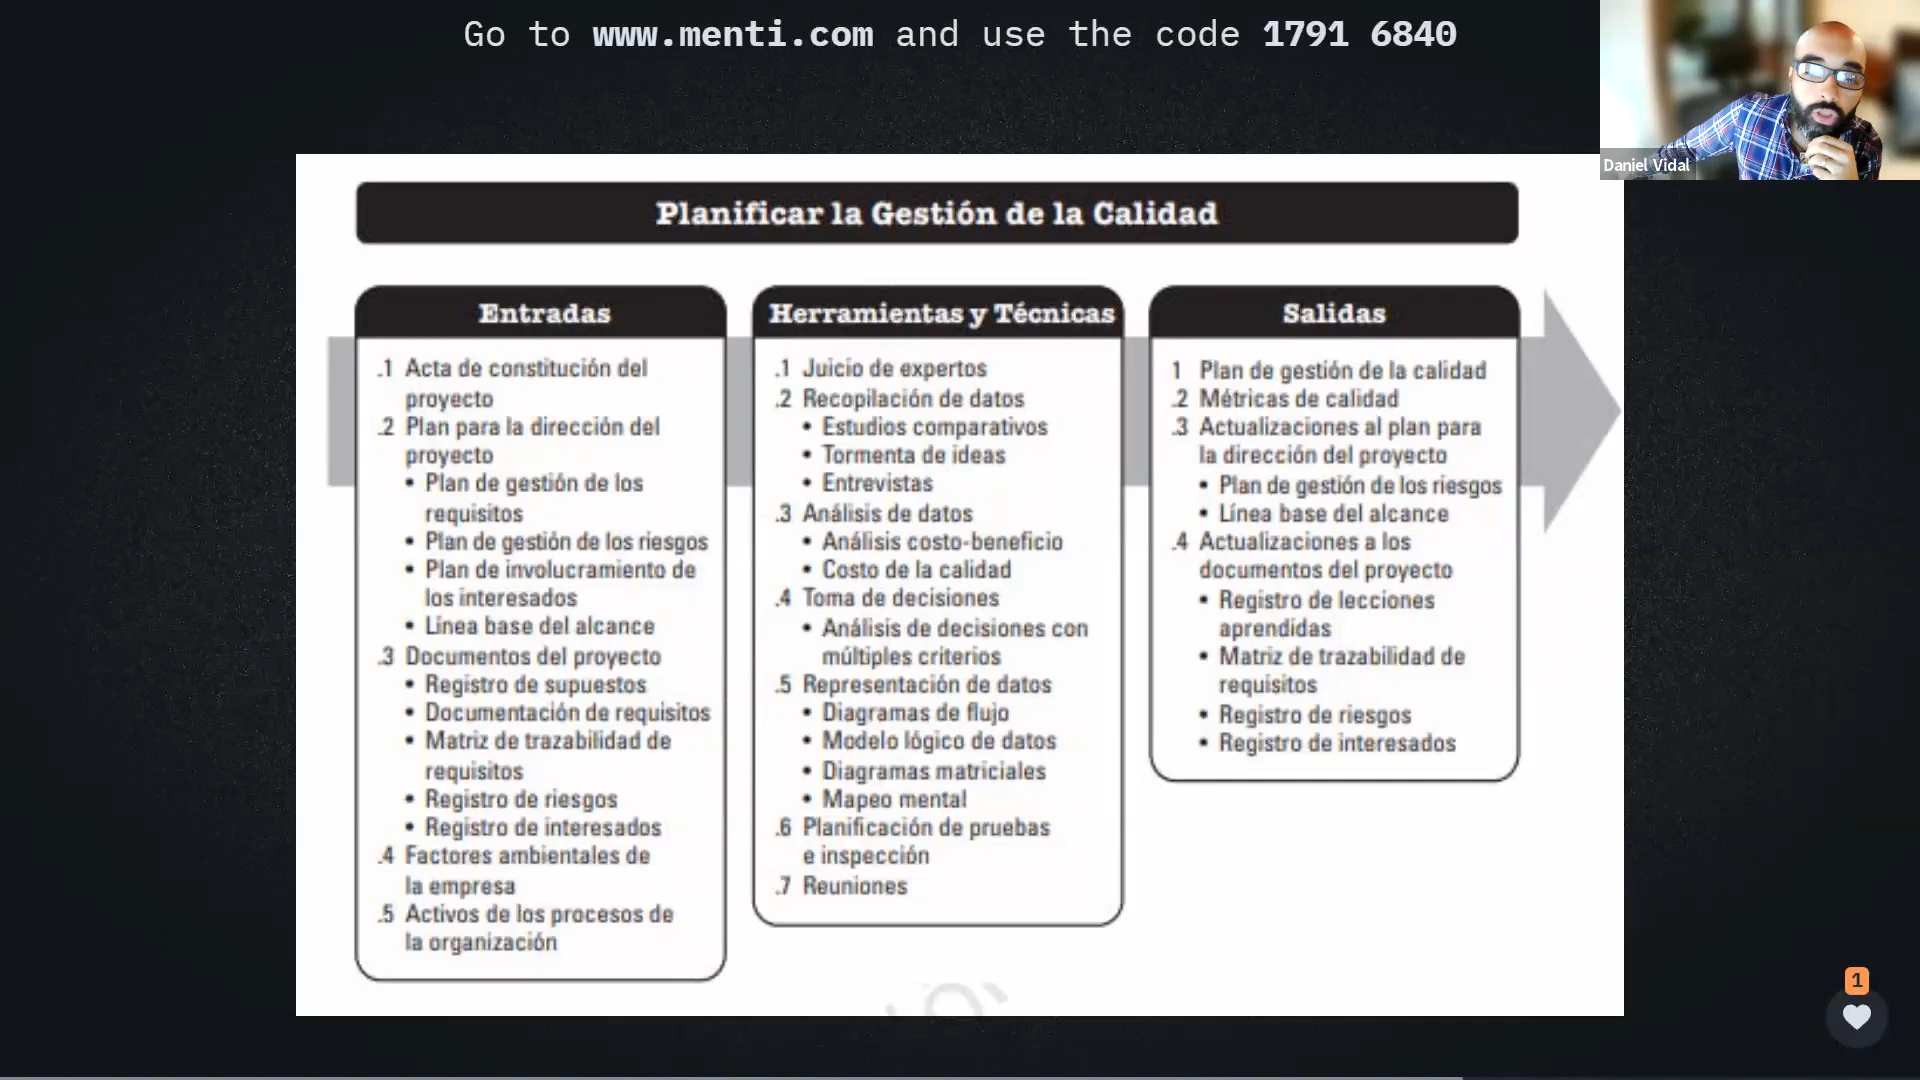 Go to www.menti.com and use the code 1791 6840
Daniel Vidal
Planificar la Gestión de la Calidad
Entradas
.1 Acta de constitución del
proyecto
.2 Plan para la dirección del
proyecto
• Plan de gestión de los
requisitos
• Plan de gestión de los riesgos
• Plan de involucramiento de
los interesados
• Línea base del alcance
.3 Documentos del proyecto
• Registro de supuestos
• Documentación de requisitos
• Matriz de trazabilidad de
requisitos
• Registro de riesgos
• Registro de interesados
.4 Factores ambientales de
la empresa
.5 Activos de los procesos de
la organización
Herramientas y Técnicas
.1 Juicio de expertos
.2 Recopilación de datos
• Estudios comparativos
• Tormenta de ideas
• Entrevistas
.3 Análisis de datos
• Análisis costo-beneficio
• Costo de la calidad
.4 Toma de decisiones
• Análisis de decisiones con
múltiples criterios
.5 Representación de datos
• Diagramas de flujo
• Modelo lógico de datos
• Diagramas matriciales
• Mapeo mental
.6 Planificación de pruebas
e inspección
.7 Reuniones
Salidas
1 Plan de gestión de la calidad
.2 Métricas de calidad
.3 Actualizaciones al plan para
la dirección del proyecto
• Plan de gestión de los riesgos
• Línea base del alcance
.4 Actualizaciones a los
documentos del proyecto
• Registro de lecciones
aprendidas
• Matriz de trazabilidad de
requisitos
• Registro de riesgos
• Registro de interesados
1